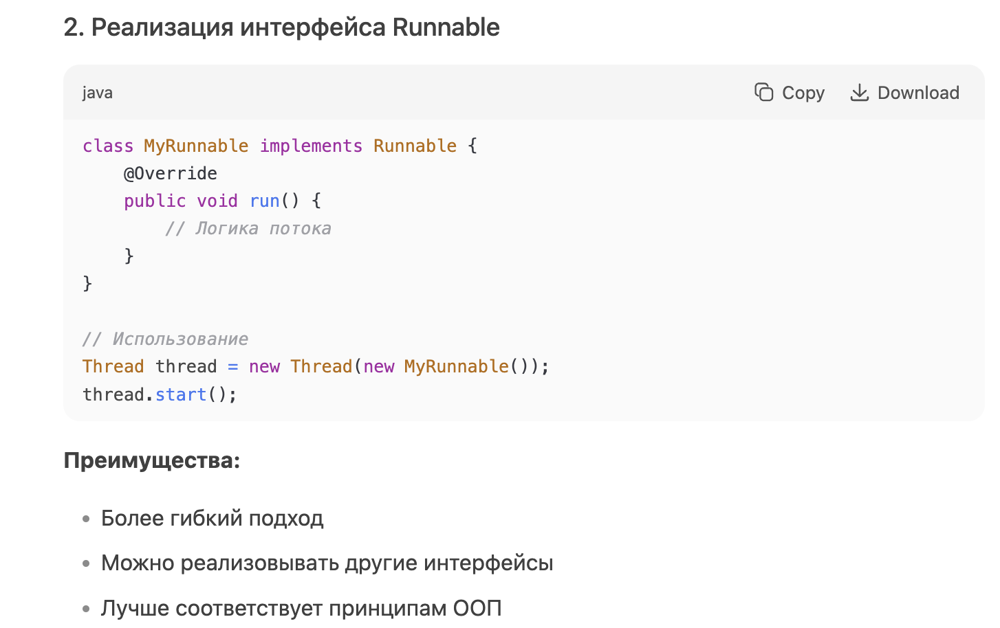 2. Реализация интерфейса Runnable
java
Copy
Download
class MyRunnable implements Runnable {
    @Override
    public void run() {
        // Логика потока
    }
}
// Использование
Thread thread = new Thread(new MyRunnable());
thread.start();
Преимущества:
• Более гибкий подход
• Можно реализовывать другие интерфейсы
• Лучше соответствует принципам ООП